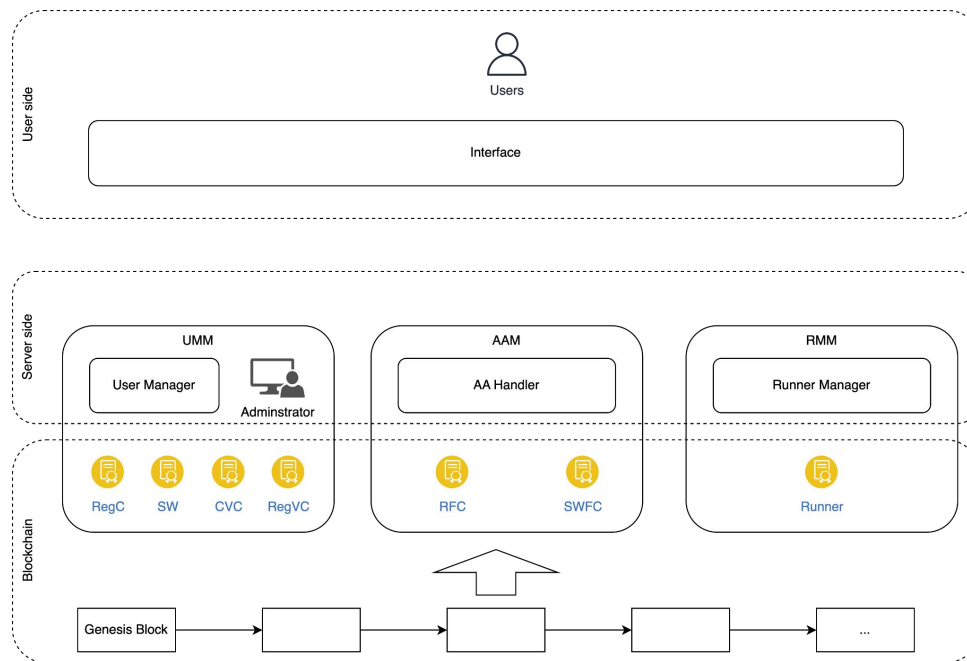 User side
Users
Interface
Server side
UMM
User Manager
Adminstrator
AAM
AA Handler
RMM
Runner Manager
Blockchain
RegC
SW
CVC
RegVC
RFC
SWFC
Runner
Genesis Block
...